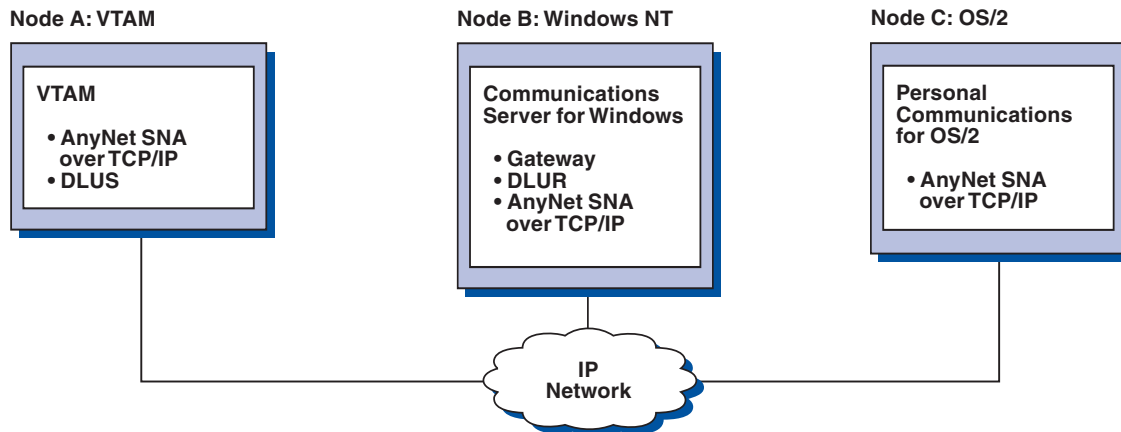 Node A: VTAM
VTAM
• AnyNet SNA
over TCP/IP
• DLUS
Node B: Windows NT
Communications
Server for Windows
• Gateway
• DLUR
• AnyNet SNA
over TCP/IP
Node C: OS/2
Personal
Communications
for OS/2
• AnyNet SNA
over TCP/IP
IP
Network